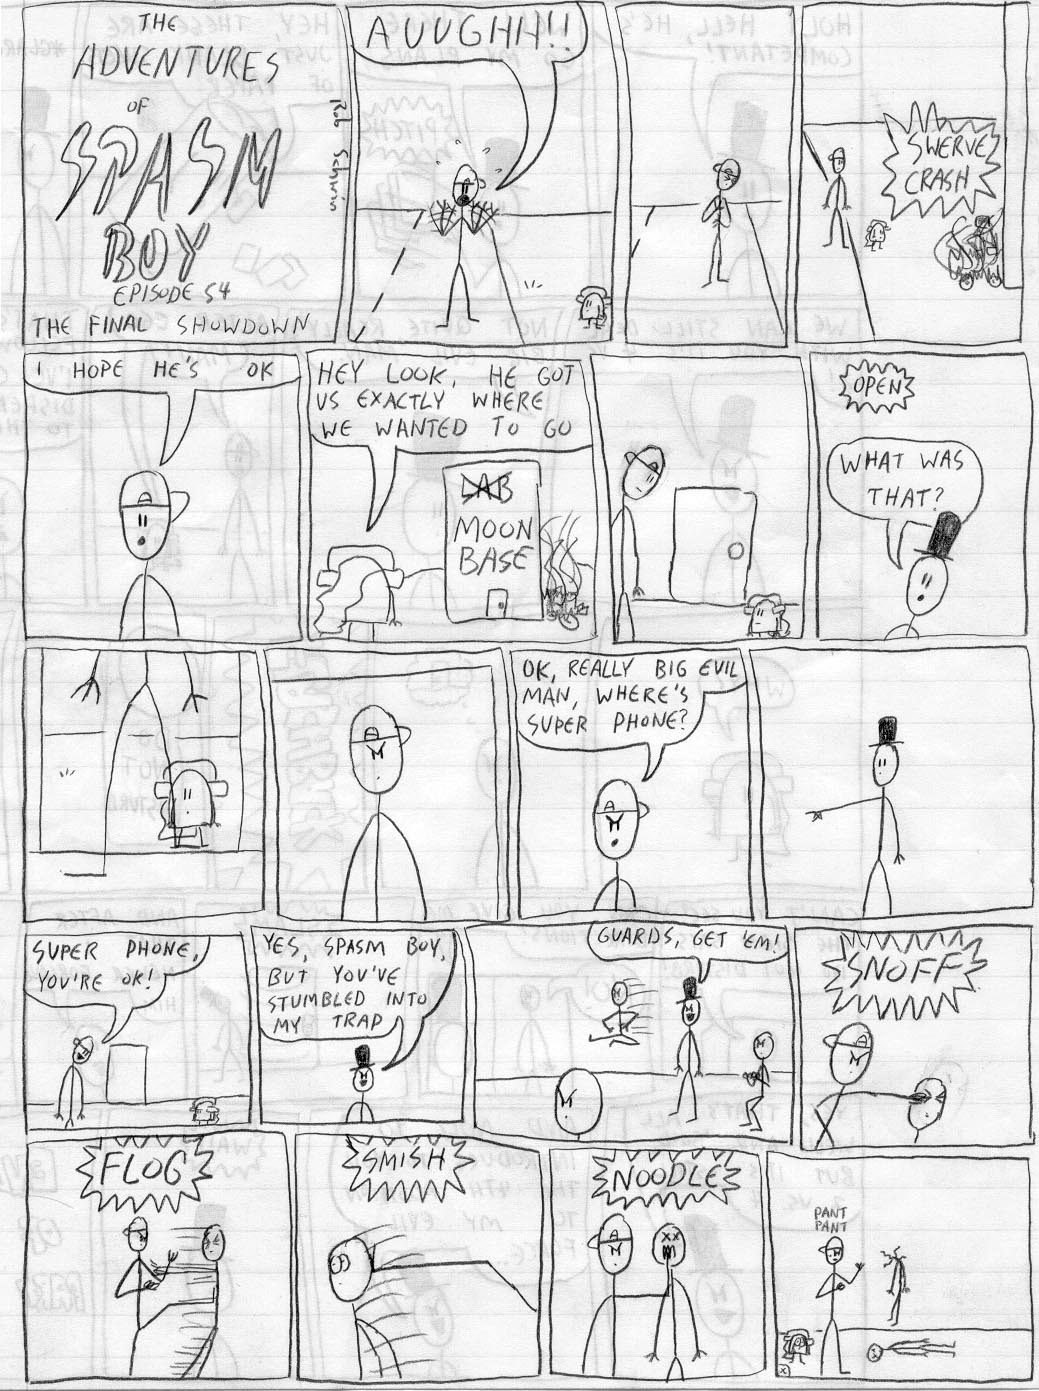 THE
ADVENTURES
OF
SPASM
BOY
EPISODE 54
THE FINAL SHOWDOWN
Rob Schmin
AUUGHH!!
SWERVE
CRASH
I HOPE HE'S OK
HEY LOOK, HE GOT
US EXACTLY WHERE
WE WANTED TO GO
LAB
MOON
BASE
OPEN
WHAT WAS
THAT?
OK, REALLY BIG EVIL
MAN, WHERE'S
SUPER PHONE?
SUPER PHONE,
YOU'RE OK!
YES, SPASM BOY,
BUT YOU'VE
STUMBLED INTO
MY TRAP
GUARDS, GET 'EM!
SNOFF
FLOG
SMISH
NOODLE
PANT
PANT